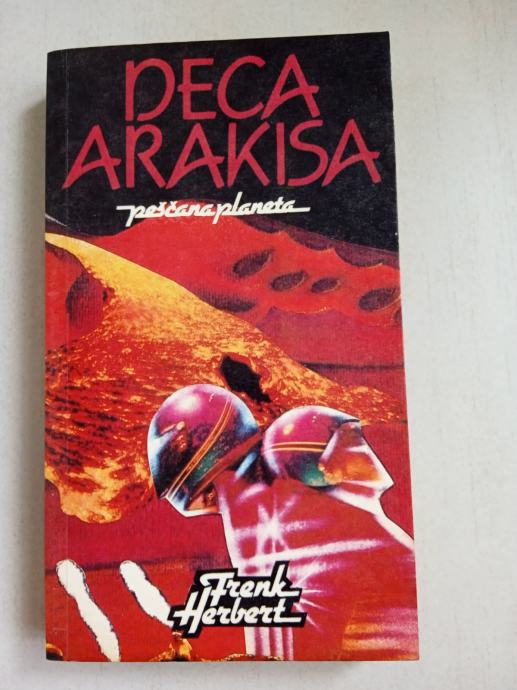 DECA
ARAKISA
peščana planeta
Frenk
Herbert